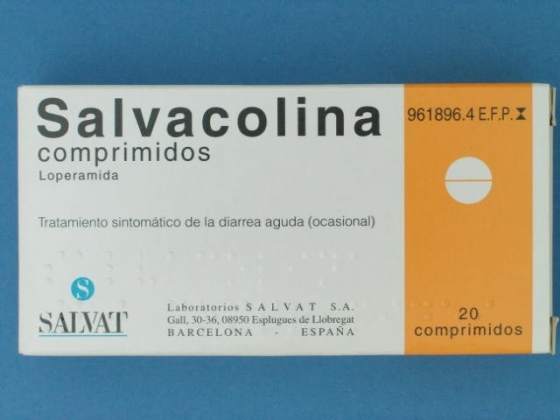 Salvacolina
comprimidos
Loperamida
961896.4 E.F.P.
Tratamiento sintomático de la diarrea aguda (ocasional)
S
SALVAT
Laboratorios SALVAT S.A.
Gall, 30-36, 08950 Esplugues de Llobregat
BARCELONA - ESPAÑA
20
comprimidos